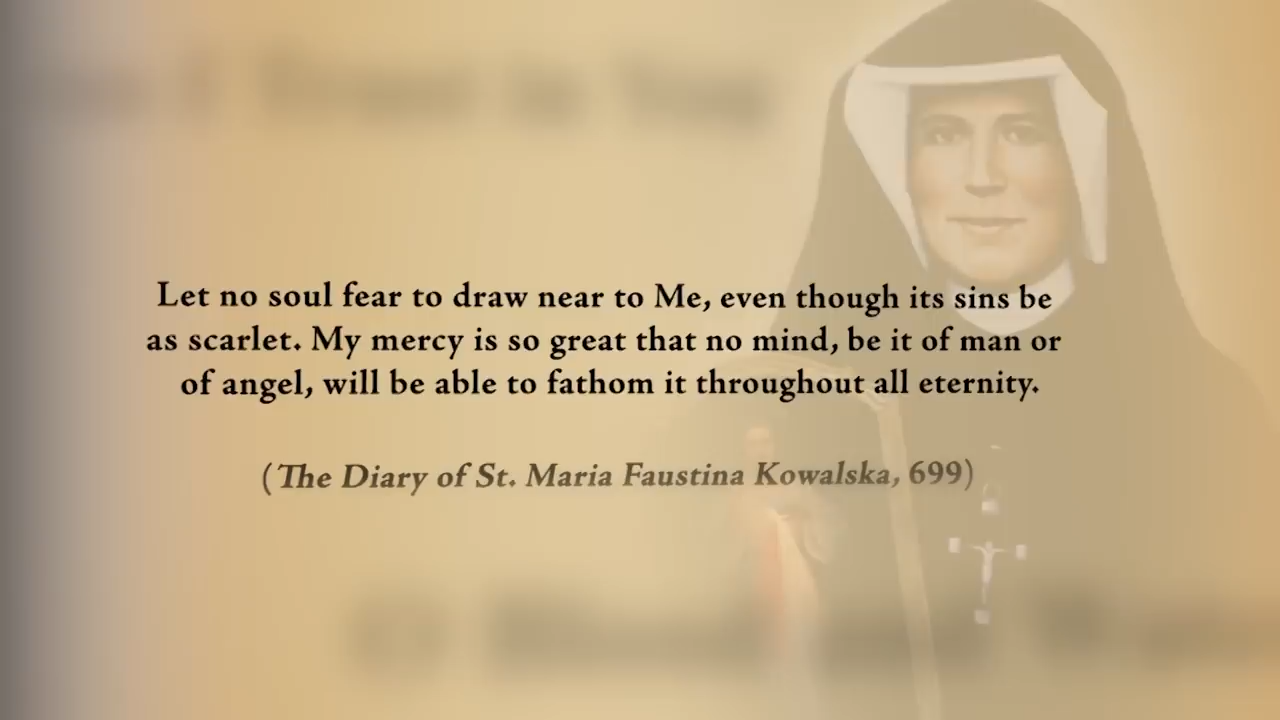 Let no soul fear to draw near to Me, even though its sins be
as scarlet. My mercy is so great that no mind, be it of man or
of angel, will be able to fathom it throughout all eternity.
(The Diary of St. Maria Faustina Kowalska, 699)